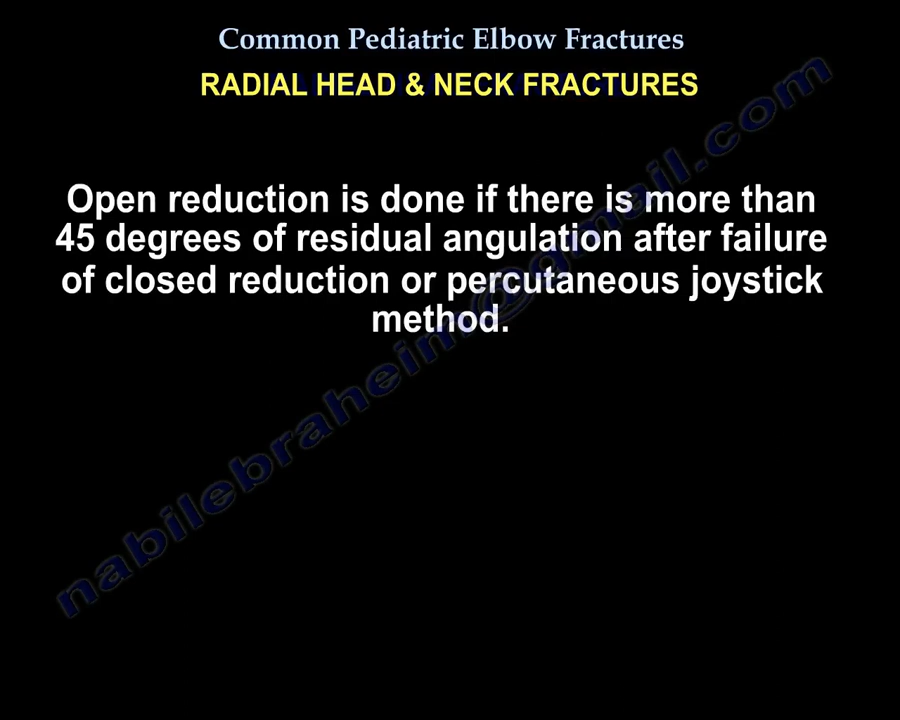 Common Pediatric Elbow Fractures
RADIAL HEAD & NECK FRACTURES
Open reduction is done if there is more than
45 degrees of residual angulation after failure
of closed reduction or percutaneous joystick
method.
nabilebraheim@gmail.com